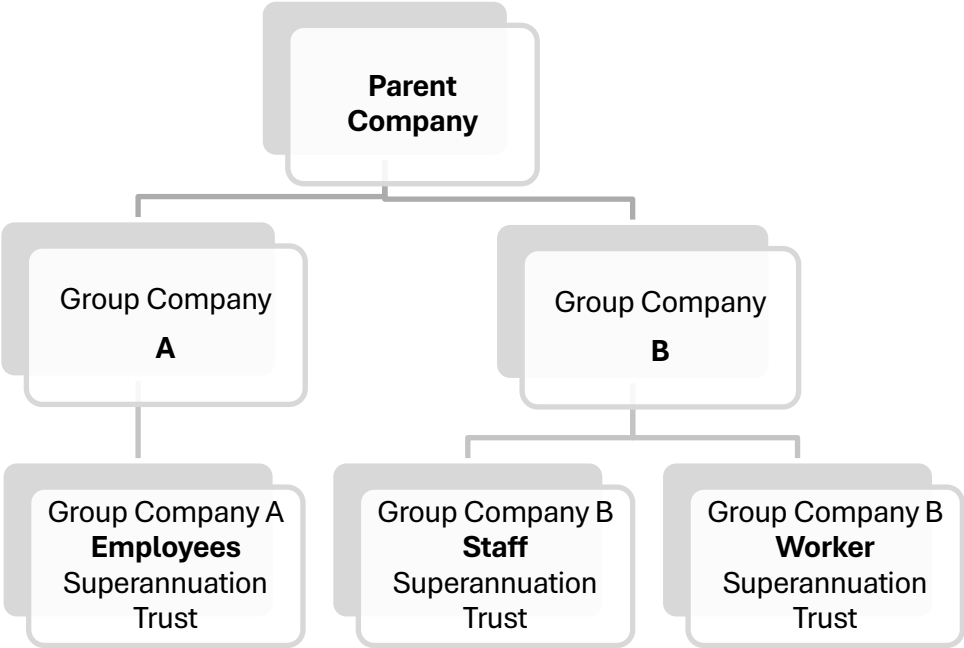 Parent
Company
Group Company
A
Group Company
B
Group Company A
Employees
Superannuation
Trust
Group Company B
Staff
Superannuation
Trust
Group Company B
Worker
Superannuation
Trust